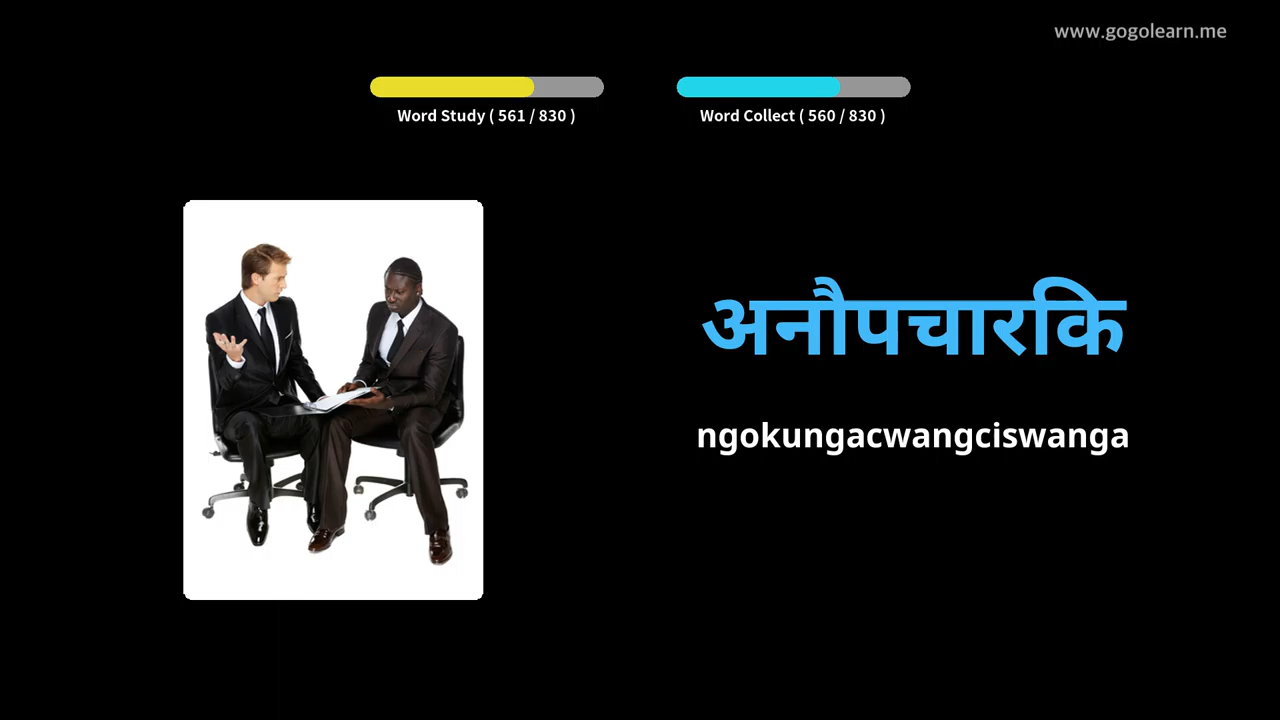 www.gogolearn.me
Word Study ( 561 / 830 )
Word Collect ( 560 / 830 )
अनौपचारकि
ngokungacwangciswanga